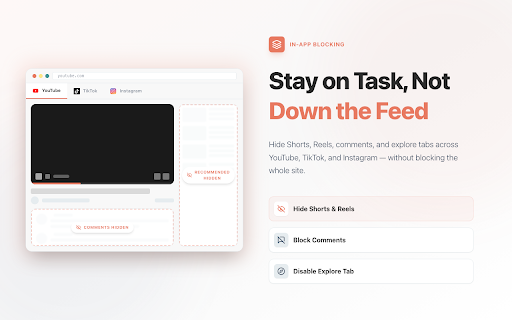 IN-APP BLOCKING
Stay on Task, Not
Down the Feed
Hide Shorts, Reels, comments, and explore tabs across
YouTube, TikTok, and Instagram — without blocking the
whole site.
Hide Shorts & Reels
Block Comments
Disable Explore Tab
youtube.com
YouTube
TikTok
Instagram
RECOMMENDED
HIDDEN
COMMENTS HIDDEN